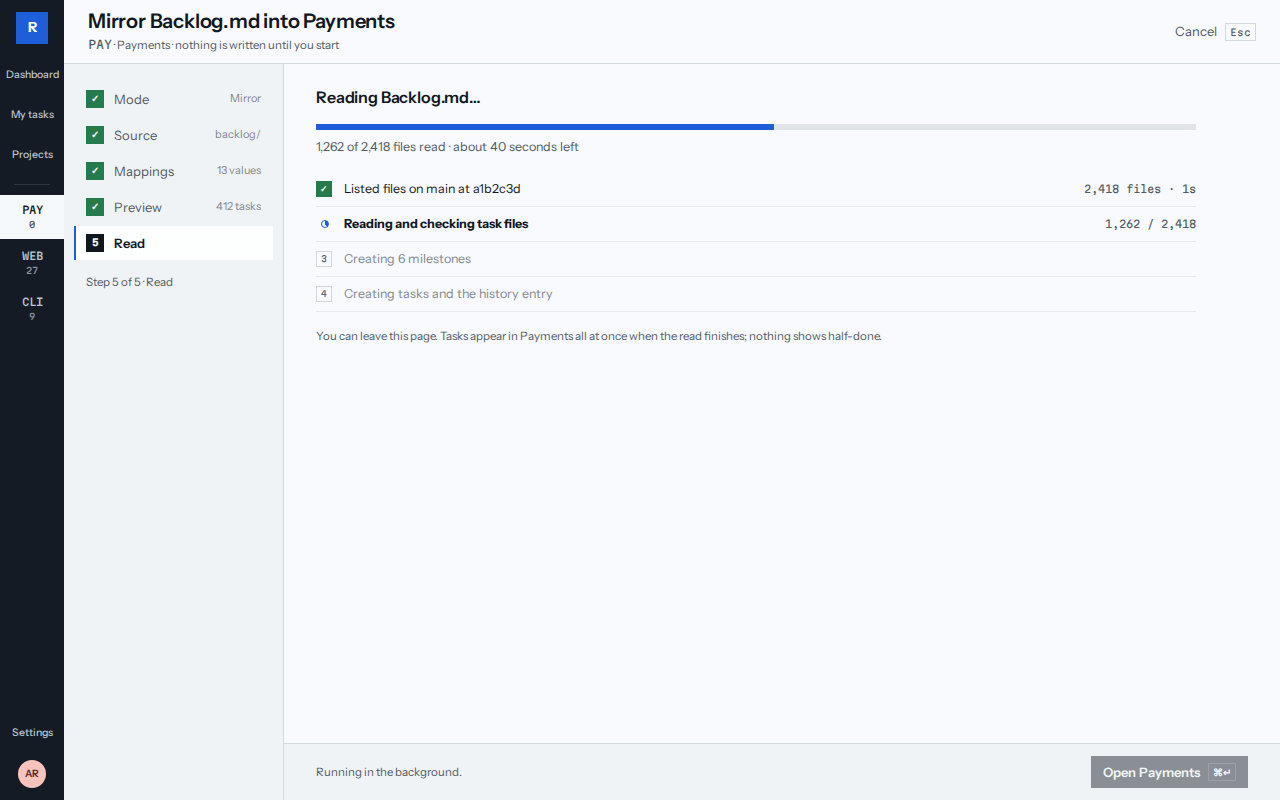 R
Dashboard
My tasks
Projects
PAY
0
WEB
27
CLI
9
Settings
AR
Mirror Backlog.md into Payments
PAY · Payments · nothing is written until you start
Cancel Esc
✓ Mode Mirror
✓ Source backlog/
✓ Mappings 13 values
✓ Preview 412 tasks
5 Read
Step 5 of 5 · Read
Reading Backlog.md…
1,262 of 2,418 files read · about 40 seconds left
✓ Listed files on main at a1b2c3d 2,418 files · 1s
Reading and checking task files 1,262 / 2,418
3 Creating 6 milestones
4 Creating tasks and the history entry
You can leave this page. Tasks appear in Payments all at once when the read finishes; nothing shows half-done.
Running in the background.
Open Payments ⌘↵